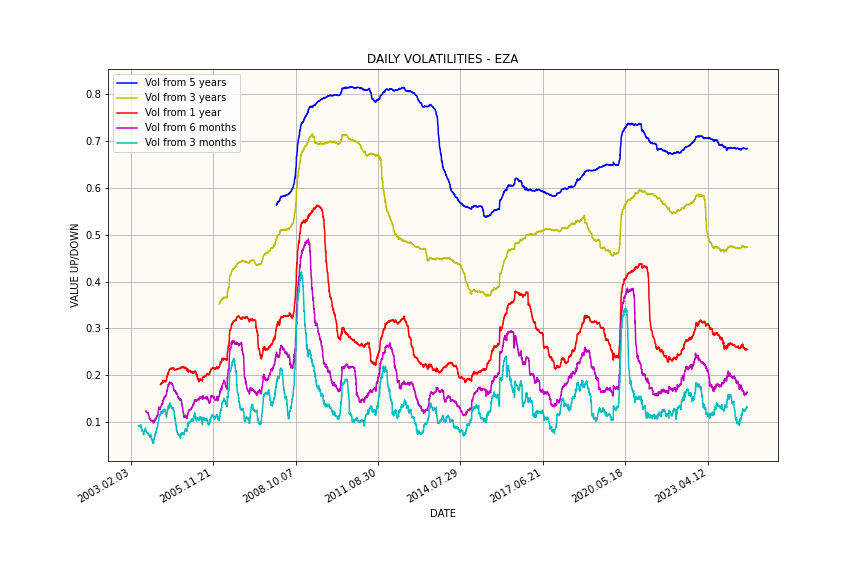 DAILY VOLATILITIES - EZA
Vol from 5 years
Vol from 3 years
Vol from 1 year
Vol from 6 months
Vol from 3 months
VALUE UP/DOWN
0.8
0.7
0.6
0.5
0.4
0.3
0.2
0.1
2003.02.03
2005.11.21
2008.10.07
2011.08.30
2014.07.29
2017.06.21
2020.05.18
2023.04.12
DATE